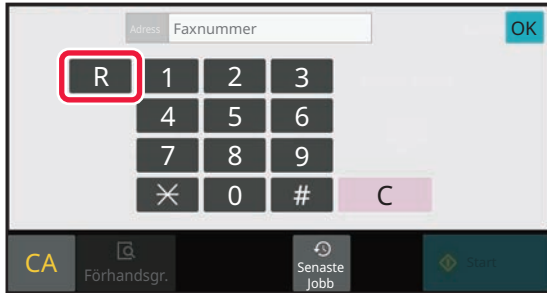 Adress Faxnummer OK
R 1 2 3
4 5 6
7 8 9
* 0 # C
CA Förhandsgr. Senaste
Jobb Start